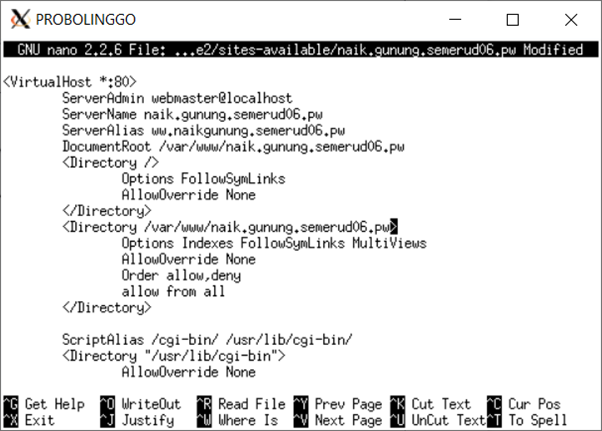 PROBOLINGGO
GNU nano 2.2.6 File: ...e2/sites-available/naik.gunung.semerud06.pw Modified
<VirtualHost *:80>
ServerAdmin webmaster@localhost
ServerName naik.gunung.semerud06.pw
ServerAlias ww.naikgunung.semerud06.pw
DocumentRoot /var/www/naik.gunung.semerud06.pw
<Directory />
Options FollowSymLinks
AllowOverride None
</Directory>
<Directory /var/www/naik.gunung.semerud06.pw>
Options Indexes FollowSymLinks MultiViews
AllowOverride None
Order allow,deny
allow from all
</Directory>
ScriptAlias /cgi-bin/ /usr/lib/cgi-bin/
<Directory "/usr/lib/cgi-bin">
AllowOverride None
^G Get Help ^O WriteOut ^R Read File ^Y Prev Page ^K Cut Text ^C Cur Pos
^X Exit ^J Justify ^W Where Is ^V Next Page ^U UnCut Text ^T To Spell